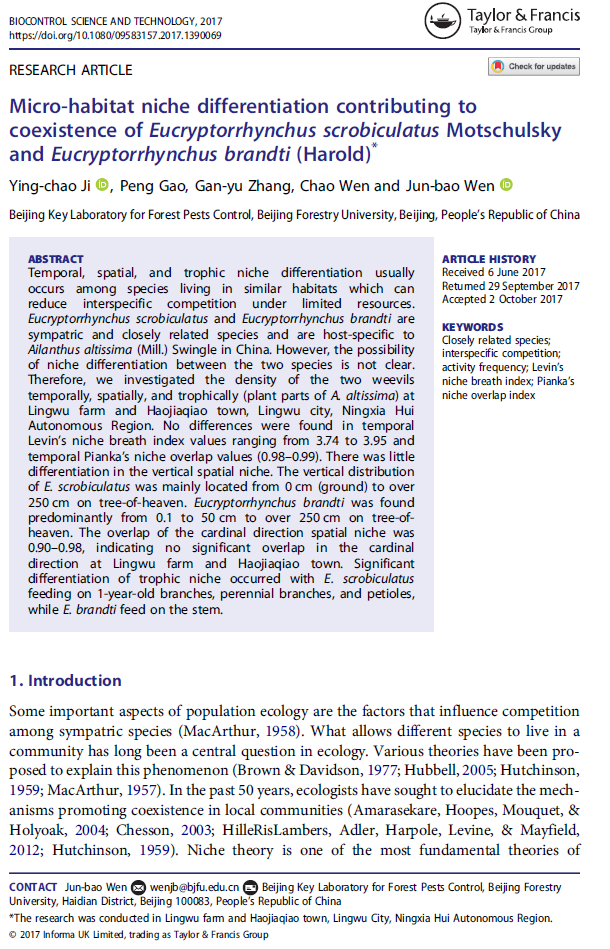 BIOCONTROL SCIENCE AND TECHNOLOGY, 2017
https://doi.org/10.1080/09583157.2017.1390069
Taylor & Francis
Taylor & Francis Group
RESEARCH ARTICLE
Check for updates
Micro-habitat niche differentiation contributing to
coexistence of Eucryptorrhynchus scrobiculatus Motschulsky
and Eucryptorrhynchus brandti (Harold)*
Ying-chao Ji, Peng Gao, Gan-yu Zhang, Chao Wen and Jun-bao Wen
Beijing Key Laboratory for Forest Pests Control, Beijing Forestry University, Beijing, People's Republic of China
ABSTRACT
Temporal, spatial, and trophic niche differentiation usually
occurs among species living in similar habitats which can
reduce interspecific competition under limited resources.
Eucryptorrhynchus scrobiculatus and Eucryptorrhynchus brandti are
sympatric and closely related species and are host-specific to
Ailanthus altissima (Mill.) Swingle in China. However, the possibility
of niche differentiation between the two species is not clear.
Therefore, we investigated the density of the two weevils
temporally, spatially, and trophically (plant parts of A. altissima) at
Lingwu farm and Haojiaqiao town, Lingwu city, Ningxia Hui
Autonomous Region. No differences were found in temporal
Levin's niche breath index values ranging from 3.74 to 3.95 and
temporal Pianka's niche overlap values (0.98–0.99). There was little
differentiation in the vertical spatial niche. The vertical distribution
of E. scrobiculatus was mainly located from 0 cm (ground) to over
250 cm on tree-of-heaven. Eucryptorrhynchus brandti was found
predominantly from 0.1 to 50 cm to over 250 cm on tree-of-
heaven. The overlap of the cardinal direction spatial niche was
0.90–0.98, indicating no significant overlap in the cardinal
direction at Lingwu farm and Haojiaqiao town. Significant
differentiation of trophic niche occurred with E. scrobiculatus
feeding on 1-year-old branches, perennial branches, and petioles,
while E. brandti feed on the stem.
ARTICLE HISTORY
Received 6 June 2017
Returned 29 September 2017
Accepted 2 October 2017
KEYWORDS
Closely related species;
interspecific competition;
activity frequency; Levin's
niche breath index; Pianka's
niche overlap index
1. Introduction
Some important aspects of population ecology are the factors that influence competition
among sympatric species (MacArthur, 1958). What allows different species to live in a
community has long been a central question in ecology. Various theories have been pro-
posed to explain this phenomenon (Brown & Davidson, 1977; Hubbell, 2005; Hutchinson,
1959; MacArthur, 1957). In the past 50 years, ecologists have sought to elucidate the mech-
anisms promoting coexistence in local communities (Amarasekare, Hoopes, Mouquet, &
Holyoak, 2004; Chesson, 2003; HilleRisLambers, Adler, Harpole, Levine, & Mayfield,
2012; Hutchinson, 1959). Niche theory is one of the most fundamental theories of
CONTACT Jun-bao Wen wenjb@bjfu.edu.cn Beijing Key Laboratory for Forest Pests Control, Beijing Forestry
University, Haidian District, Beijing 100083, People's Republic of China
*The research was conducted in Lingwu farm and Haojiaqiao town, Lingwu City, Ningxia Hui Autonomous Region.
© 2017 Informa UK Limited, trading as Taylor & Francis Group